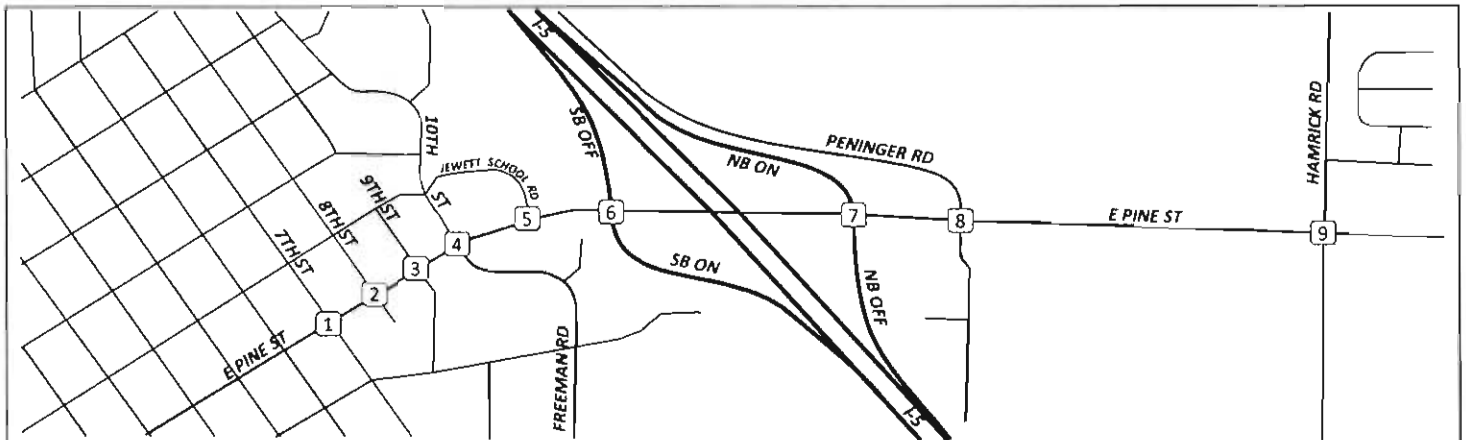 I-5
SB OFF
10TH ST
JEWETT SCHOOL RD
9TH ST
8TH ST
7TH ST
E PINE ST
1
2
3
4
5
6
SB ON
FREEMAN RD
NB ON
PENINGER RD
7
8
NB OFF
I-5
E PINE ST
HAMRICK RD
9